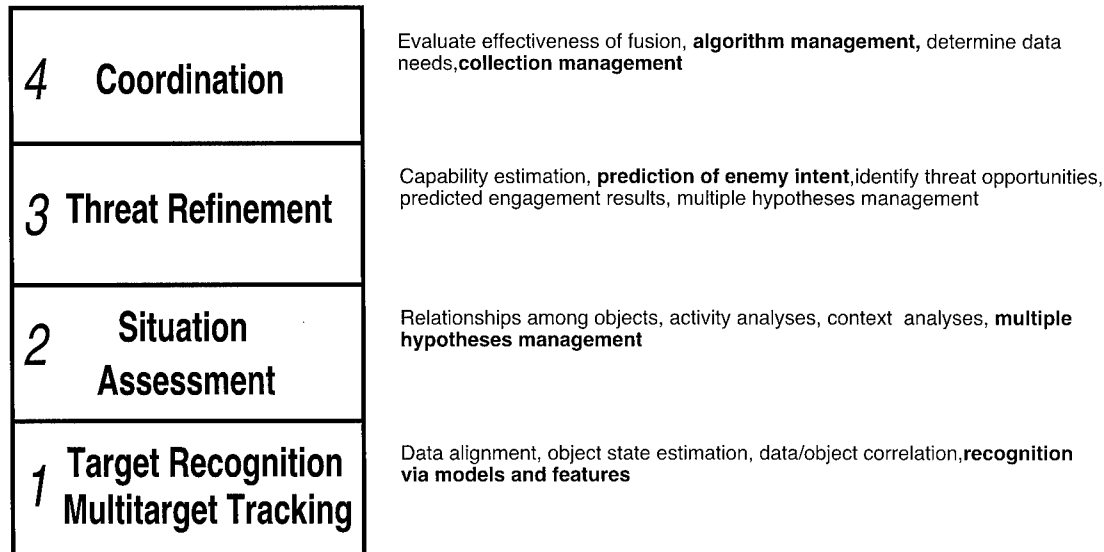 4 Coordination
Evaluate effectiveness of fusion, algorithm management, determine data
needs,collection management
3 Threat Refinement
Capability estimation, prediction of enemy intent,identify threat opportunities,
predicted engagement results, multiple hypotheses management
2 Situation
Assessment
Relationships among objects, activity analyses, context analyses, multiple
hypotheses management
1 Target Recognition
Multitarget Tracking
Data alignment, object state estimation, data/object correlation,recognition
via models and features